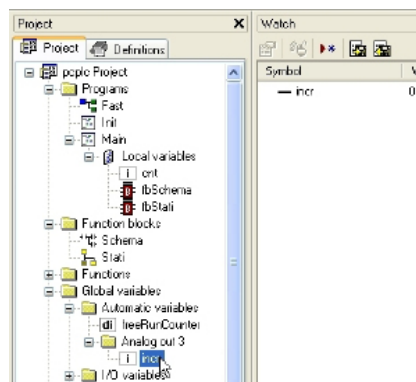 Project
Project Definitions
pcplc Project
Programs
Fast
Init
Main
Local variables
i cnt
fbSchema
fbStati
Function blocks
Schema
Stati
Functions
Global variables
Automatic variables
di freeRunCounter
Analog out 3
i incr
I/O variables
Watch
Symbol V
incr 0